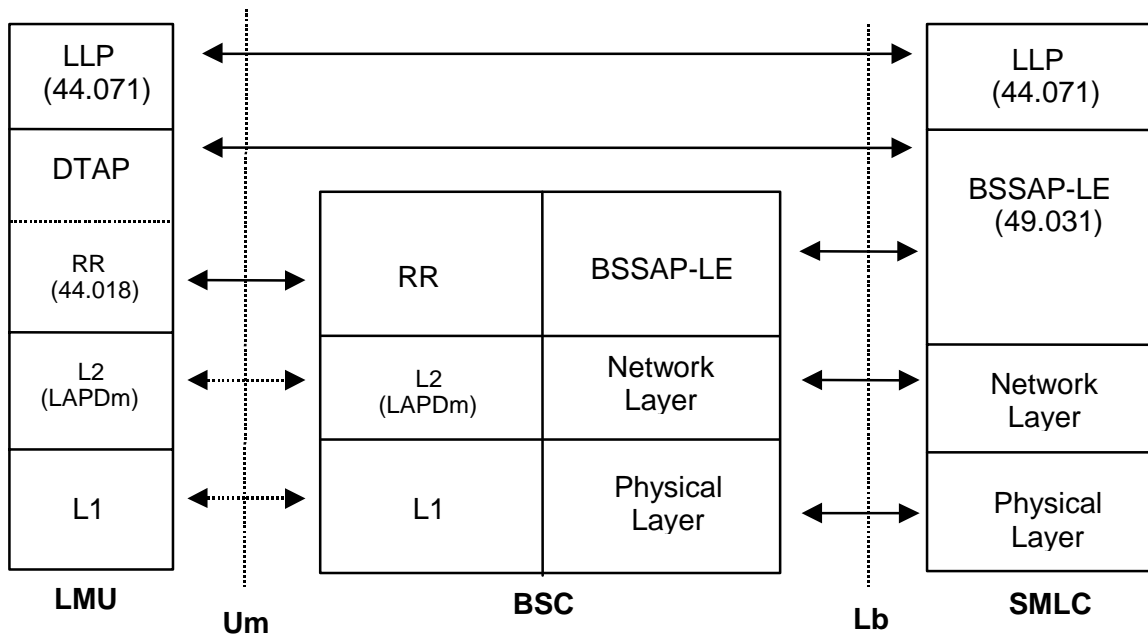 LLP
(44.071)
DTAP
RR
(44.018)
L2
(LAPDm)
L1
LMU
Um
RR
BSSAP-LE
L2
(LAPDm)
Network
Layer
L1
Physical
Layer
BSC
Lb
LLP
(44.071)
BSSAP-LE
(49.031)
Network
Layer
Physical
Layer
SMLC